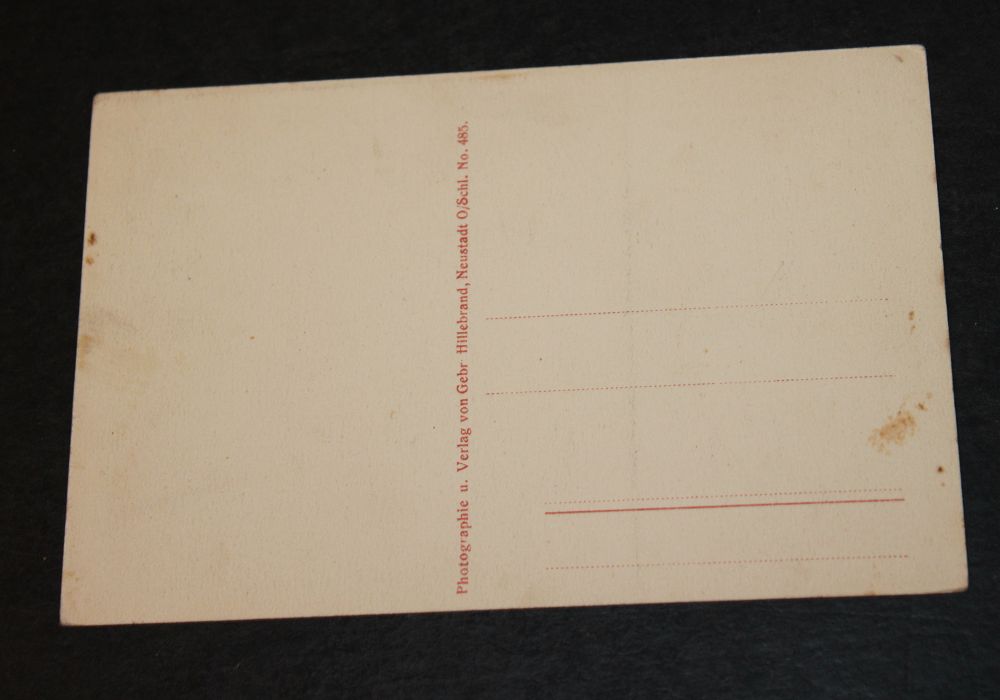 Photographie u. Verlag von Gebr Hillebrand, Neustadt O/Schl. No. 485.